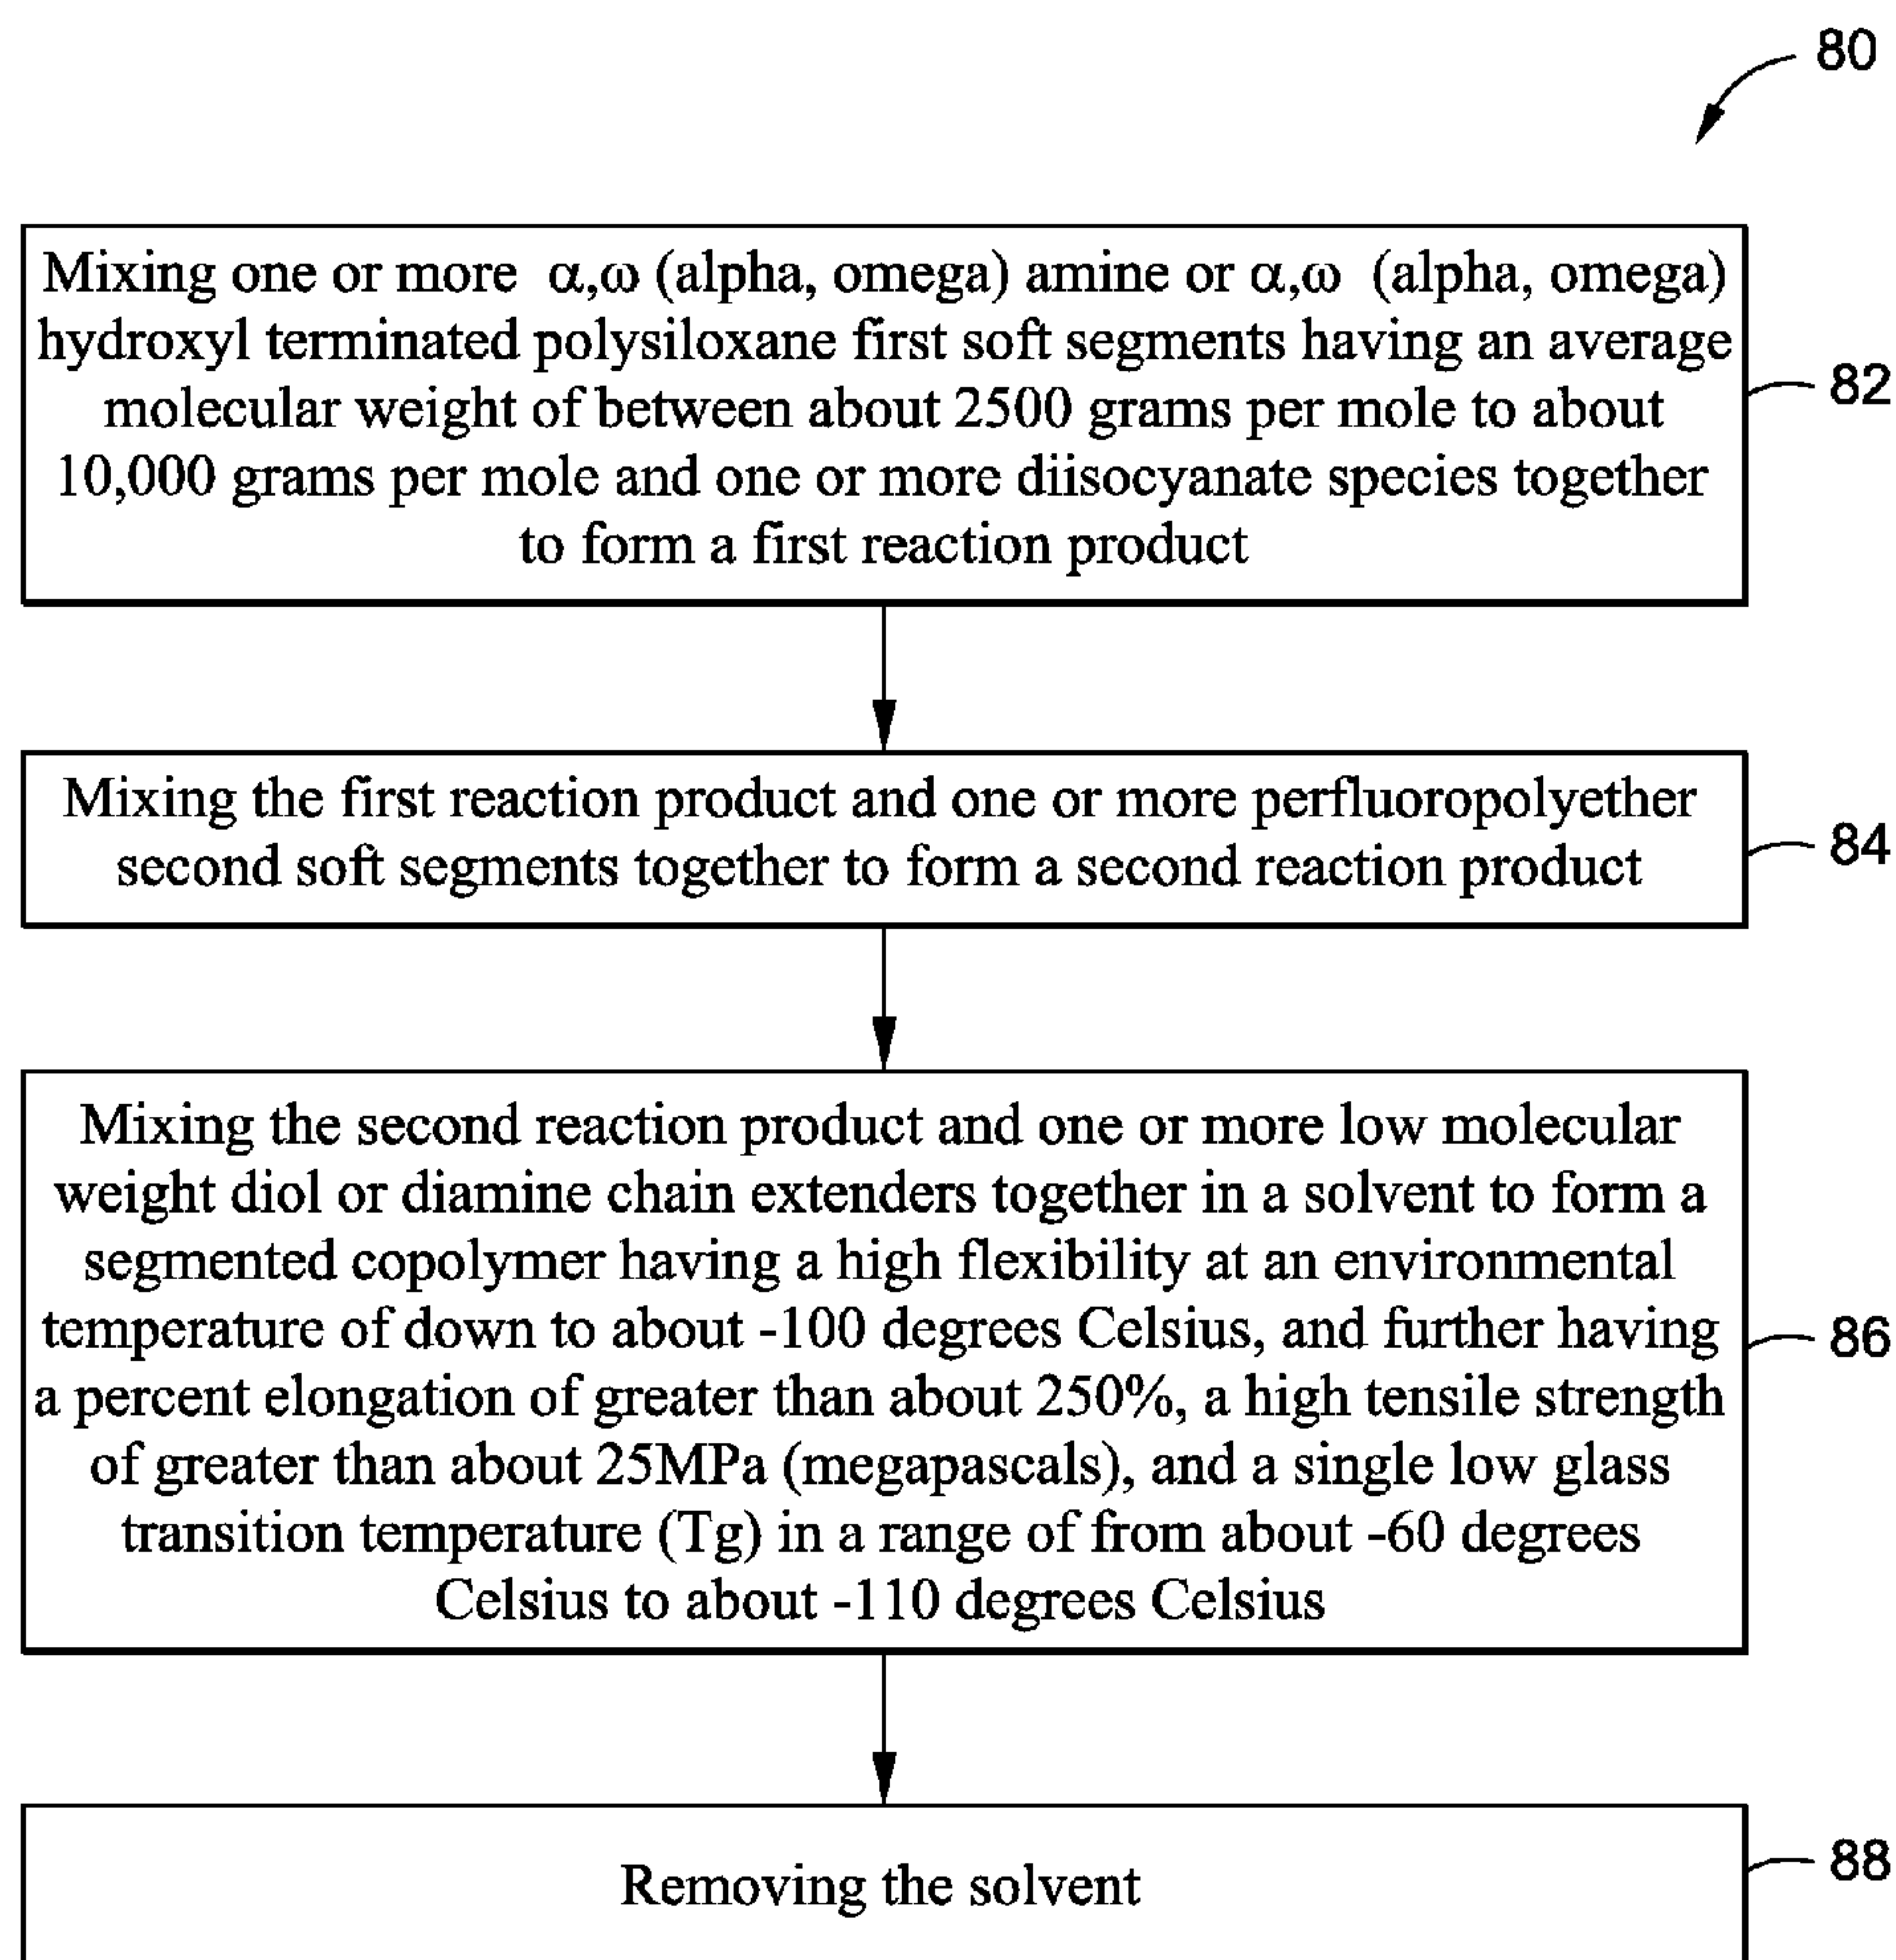 80
Mixing one or more α,ω (alpha, omega) amine or α,ω (alpha, omega)
hydroxyl terminated polysiloxane first soft segments having an average
molecular weight of between about 2500 grams per mole to about
10,000 grams per mole and one or more diisocyanate species together
to form a first reaction product
82
Mixing the first reaction product and one or more perfluoropolyether
second soft segments together to form a second reaction product
84
Mixing the second reaction product and one or more low molecular
weight diol or diamine chain extenders together in a solvent to form a
segmented copolymer having a high flexibility at an environmental
temperature of down to about -100 degrees Celsius, and further having
a percent elongation of greater than about 250%, a high tensile strength
of greater than about 25MPa (megapascals), and a single low glass
transition temperature (Tg) in a range of from about -60 degrees
Celsius to about -110 degrees Celsius
86
Removing the solvent
88